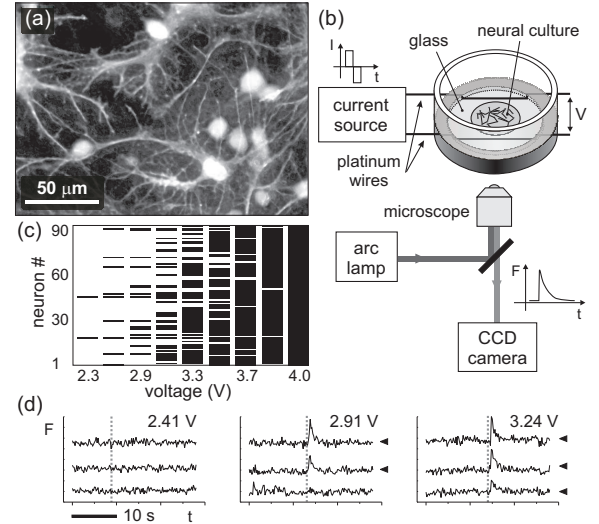 (a)
50 µm
(b)
I
t
glass
neural culture
current
source
V
platinum
wires
microscope
arc
lamp
F
t
CCD
camera
(c)
neuron #
90
60
30
1
2.3
2.9
3.3
3.7
4.0
voltage (V)
(d)
F
2.41 V
2.91 V
3.24 V
10 s
t